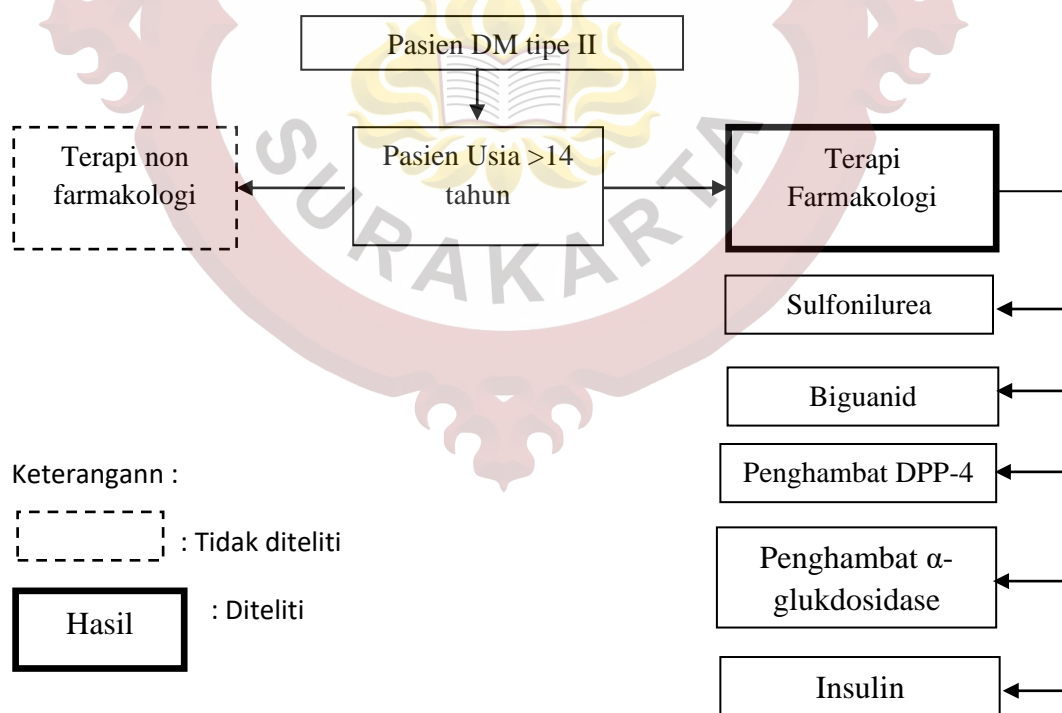 Pasien DM tipe II
Terapi non
farmakologi
Pasien Usia >14
tahun
Terapi
Farmakologi
SURAKARTA
Sulfonilurea
Biguanid
Penghambat DPP-4
Penghambat α-
glukdosidase
Insulin
Keterangann :
: Tidak diteliti
Hasil
: Diteliti